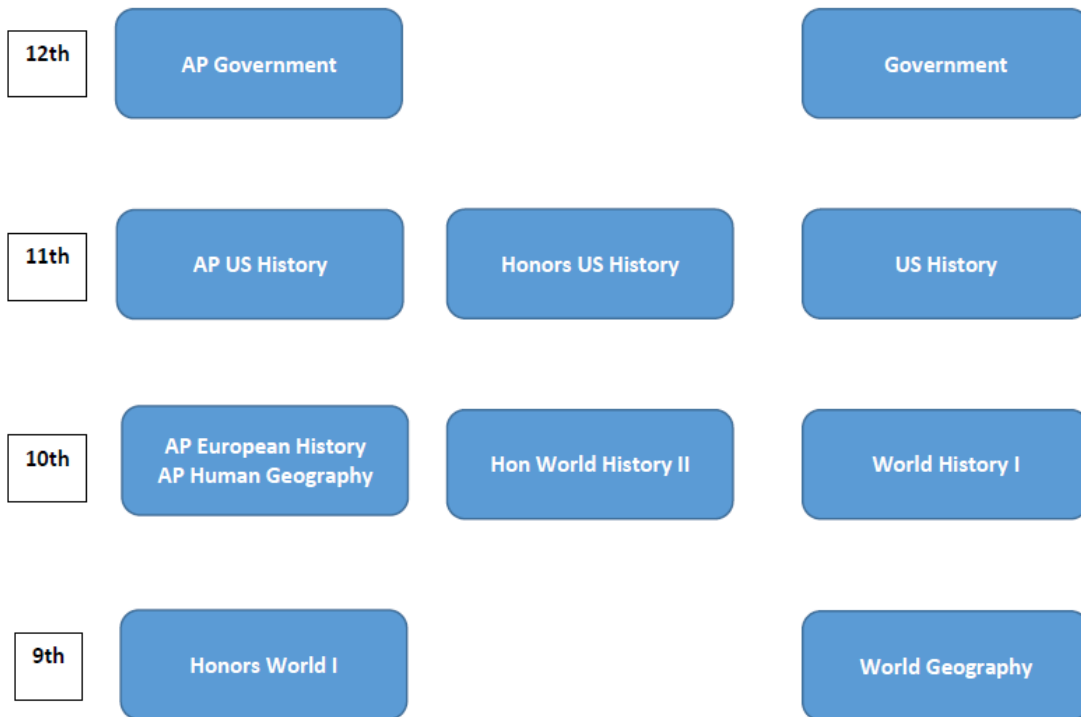 12th
AP Government
Government
11th
AP US History
Honors US History
US History
10th
AP European History
AP Human Geography
Hon World History II
World History I
9th
Honors World I
World Geography